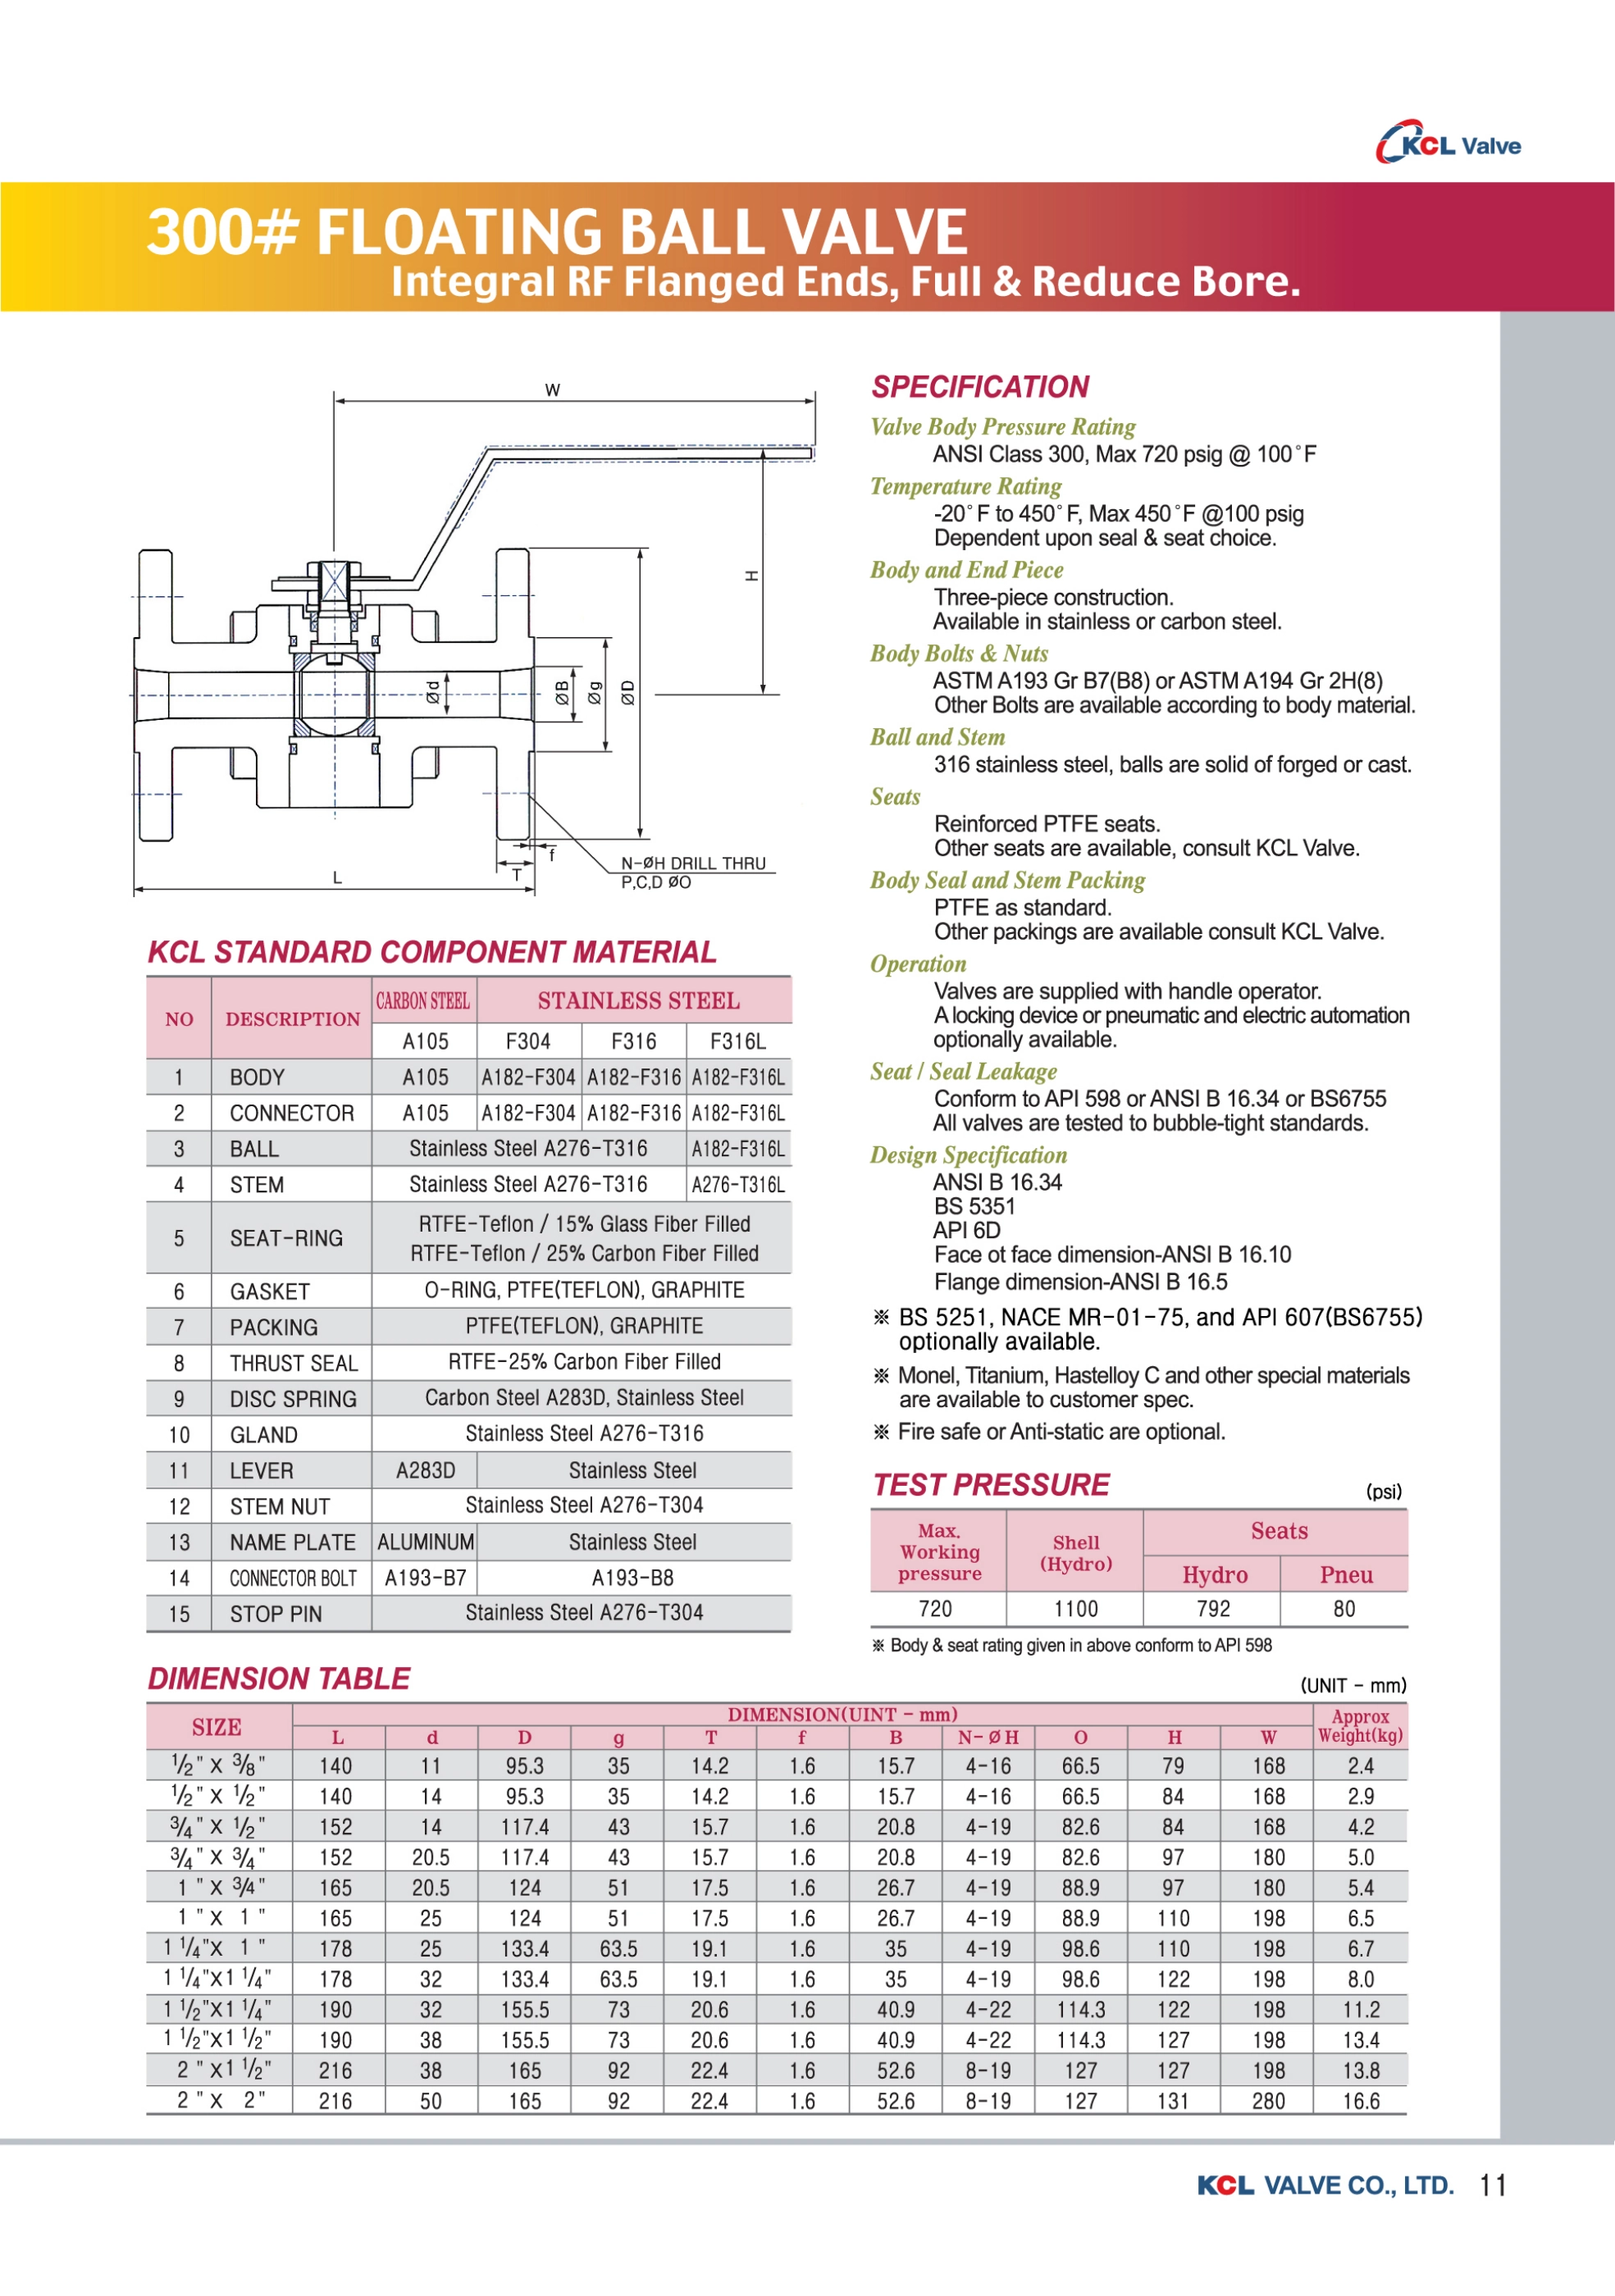 KCL Valve
300# FLOATING BALL VALVE
Integral RF Flanged Ends, Full & Reduce Bore.
W
H
Ød
ØB
Øg
ØD
f
T
L
N-ØH DRILL THRU
P,C,D ØO
SPECIFICATION
Valve Body Pressure Rating
ANSI Class 300, Max 720 psig @ 100°F
Temperature Rating
-20°F to 450°F, Max 450°F @100 psig
Dependent upon seal & seat choice.
Body and End Piece
Three-piece construction.
Available in stainless or carbon steel.
Body Bolts & Nuts
ASTM A193 Gr B7(B8) or ASTM A194 Gr 2H(8)
Other Bolts are available according to body material.
Ball and Stem
316 stainless steel, balls are solid of forged or cast.
Seats
Reinforced PTFE seats.
Other seats are available, consult KCL Valve.
Body Seal and Stem Packing
PTFE as standard.
Other packings are available consult KCL Valve.
Operation
Valves are supplied with handle operator.
A locking device or pneumatic and electric automation
optionally available.
Seat / Seal Leakage
Conform to API 598 or ANSI B 16.34 or BS6755
All valves are tested to bubble-tight standards.
Design Specification
ANSI B 16.34
BS 5351
API 6D
Face ot face dimension-ANSI B 16.10
Flange dimension-ANSI B 16.5
※ BS 5251, NACE MR-01-75, and API 607(BS6755)
optionally available.
※ Monel, Titanium, Hastelloy C and other special materials
are available to customer spec.
※ Fire safe or Anti-static are optional.
KCL STANDARD COMPONENT MATERIAL
NO DESCRIPTION CARBON STEEL STAINLESS STEEL
A105 F304 F316 F316L
1 BODY A105 A182-F304 A182-F316 A182-F316L
2 CONNECTOR A105 A182-F304 A182-F316 A182-F316L
3 BALL Stainless Steel A276-T316 A182-F316L
4 STEM Stainless Steel A276-T316 A276-T316L
5 SEAT-RING RTFE-Teflon / 15% Glass Fiber Filled
RTFE-Teflon / 25% Carbon Fiber Filled
6 GASKET O-RING, PTFE(TEFLON), GRAPHITE
7 PACKING PTFE(TEFLON), GRAPHITE
8 THRUST SEAL RTFE-25% Carbon Fiber Filled
9 DISC SPRING Carbon Steel A283D, Stainless Steel
10 GLAND Stainless Steel A276-T316
11 LEVER A283D Stainless Steel
12 STEM NUT Stainless Steel A276-T304
13 NAME PLATE ALUMINUM Stainless Steel
14 CONNECTOR BOLT A193-B7 A193-B8
15 STOP PIN Stainless Steel A276-T304
TEST PRESSURE (psi)
Max. Working pressure Shell (Hydro) Seats
Hydro Pneu
720 1100 792 80
※ Body & seat rating given in above conform to API 598
DIMENSION TABLE (UNIT - mm)
SIZE DIMENSION(UINT - mm) Approx Weight(kg)
L d D g T f B N-ØH O H W
1/2" X 3/8" 140 11 95.3 35 14.2 1.6 15.7 4-16 66.5 79 168 2.4
1/2" X 1/2" 140 14 95.3 35 14.2 1.6 15.7 4-16 66.5 84 168 2.9
3/4" X 1/2" 152 14 117.4 43 15.7 1.6 20.8 4-19 82.6 84 168 4.2
3/4" X 3/4" 152 20.5 117.4 43 15.7 1.6 20.8 4-19 82.6 97 180 5.0
1 " X 3/4" 165 20.5 124 51 17.5 1.6 26.7 4-19 88.9 97 180 5.4
1 " X 1 " 165 25 124 51 17.5 1.6 26.7 4-19 88.9 110 198 6.5
1 1/4"X 1 " 178 25 133.4 63.5 19.1 1.6 35 4-19 98.6 110 198 6.7
1 1/4"X1 1/4" 178 32 133.4 63.5 19.1 1.6 35 4-19 98.6 122 198 8.0
1 1/2"X1 1/4" 190 32 155.5 73 20.6 1.6 40.9 4-22 114.3 122 198 11.2
1 1/2"X1 1/2" 190 38 155.5 73 20.6 1.6 40.9 4-22 114.3 127 198 13.4
2 " X1 1/2" 216 38 165 92 22.4 1.6 52.6 8-19 127 127 198 13.8
2 " X 2" 216 50 165 92 22.4 1.6 52.6 8-19 127 131 280 16.6
KCL VALVE CO., LTD. 11